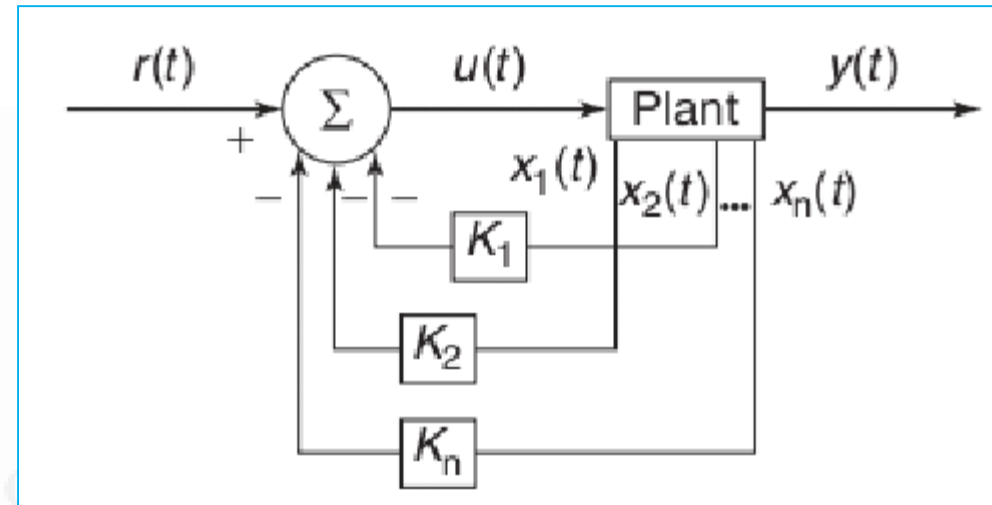 r(t) u(t) y(t)
Σ Plant
+
x₁(t) x₂(t) ... xₙ(t)
− − −
K₁
K₂
Kₙ